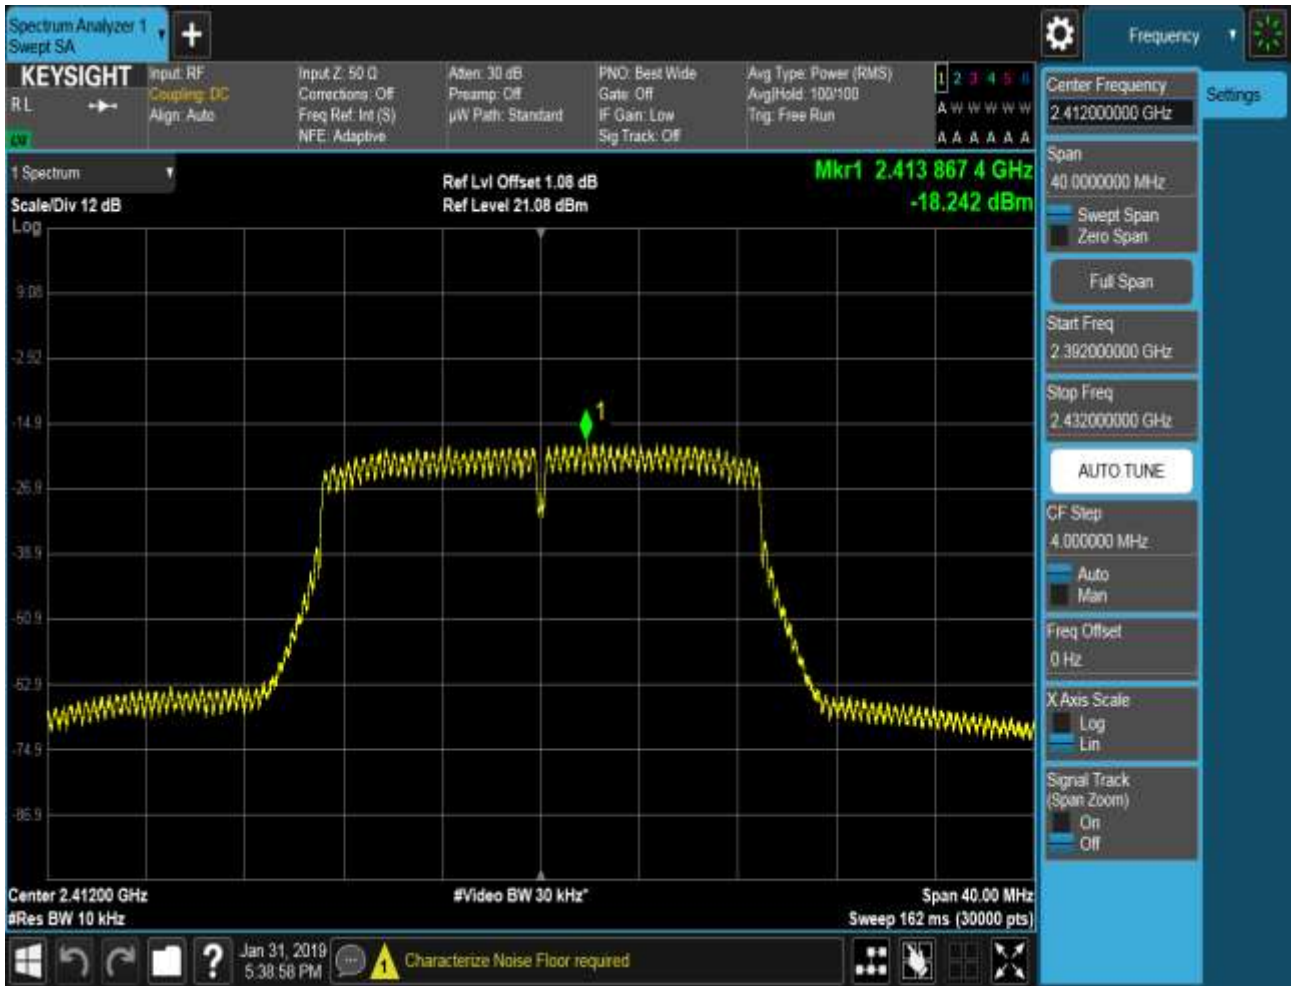 Spectrum Analyzer 1
Swept SA
+
Frequency
KEYSIGHT
RL
Input: RF
Coupling: DC
Align: Auto
Input Z: 50 Ω
Corrections: Off
Freq Ref: Int (S)
NFE: Adaptive
Atten: 30 dB
Preamp: Off
µW Path: Standard
PNO: Best Wide
Gate: Off
IF Gain: Low
Sig Track: Off
Avg Type: Power (RMS)
Avg|Hold: 100/100
Trig: Free Run
1 2 3 4 5 6
A W W W W W
A A A A A A
1 Spectrum
Scale/Div 12 dB
Log
Ref Lvl Offset 1.08 dB
Ref Level 21.08 dBm
Mkr1 2.413 867 4 GHz
-18.242 dBm
9.08
-2.92
-14.9
-26.9
-38.9
-50.9
-62.9
-74.9
-86.9
1
Center 2.41200 GHz
#Res BW 10 kHz
#Video BW 30 kHz*
Span 40.00 MHz
Sweep 162 ms (30000 pts)
Center Frequency
2.412000000 GHz
Settings
Span
40.0000000 MHz
Swept Span
Zero Span
Full Span
Start Freq
2.392000000 GHz
Stop Freq
2.432000000 GHz
AUTO TUNE
CF Step
4.000000 MHz
Auto
Man
Freq Offset
0 Hz
X Axis Scale
Log
Lin
Signal Track
(Span Zoom)
On
Off
?
Jan 31, 2019
5:38:58 PM
1
Characterize Noise Floor required